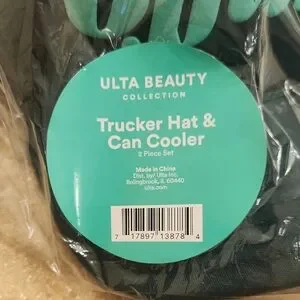 ULTA BEAUTY
COLLECTION
Trucker Hat &
Can Cooler
2 Piece Set
Made in China
Dist. by/ Ulta Inc.
Bolingbrook, IL 60440
ulta.com
7 17897 13878 4